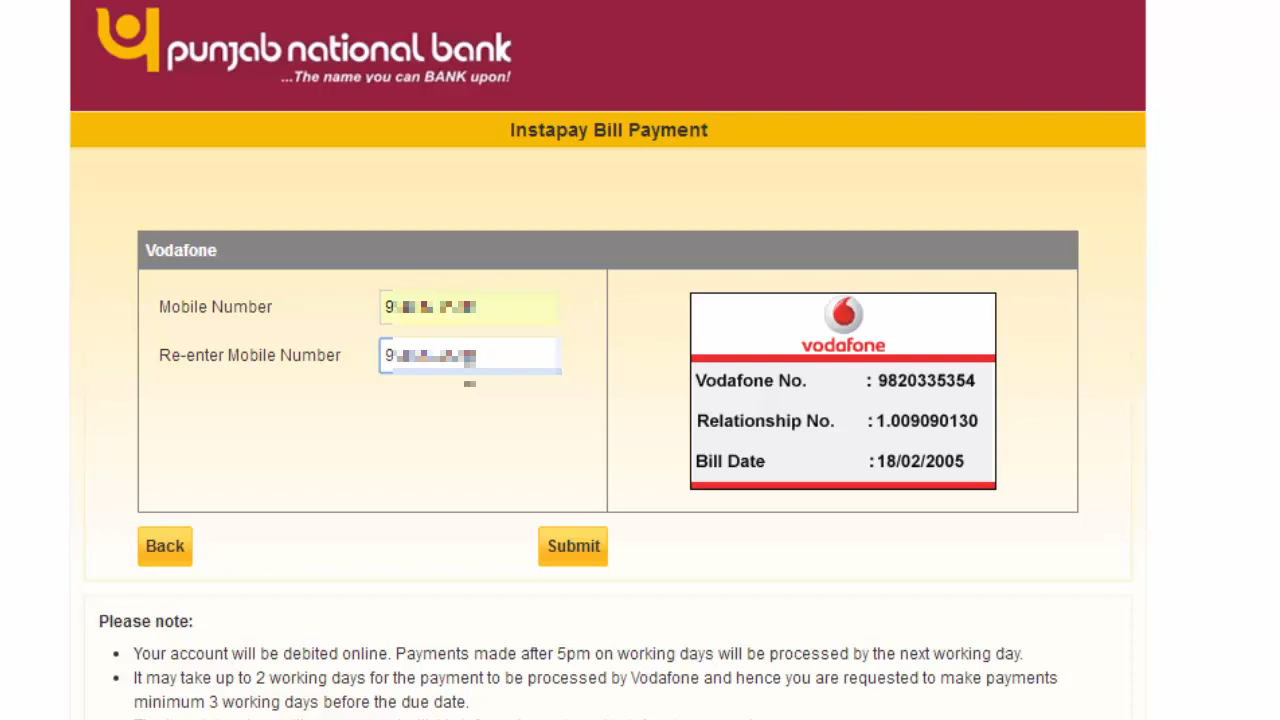 punjab national bank
...The name you can BANK upon!
Instapay Bill Payment
Vodafone
Mobile Number 9
Re-enter Mobile Number 9
vodafone
Vodafone No. : 9820335354
Relationship No. : 1.009090130
Bill Date : 18/02/2005
Back
Submit
Please note:
• Your account will be debited online. Payments made after 5pm on working days will be processed by the next working day.
• It may take up to 2 working days for the payment to be processed by Vodafone and hence you are requested to make payments
minimum 3 working days before the due date.